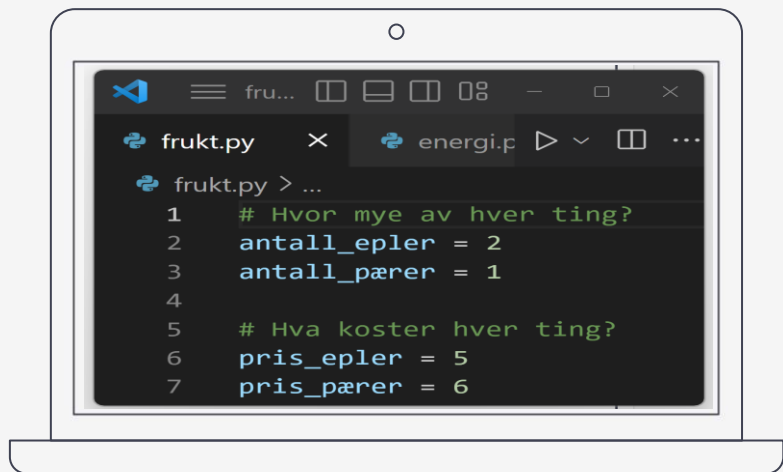 fru...
frukt.py energi.p
frukt.py > ...
1 # Hvor mye av hver ting?
2 antall_epler = 2
3 antall_pærer = 1
4
5 # Hva koster hver ting?
6 pris_epler = 5
7 pris_pærer = 6